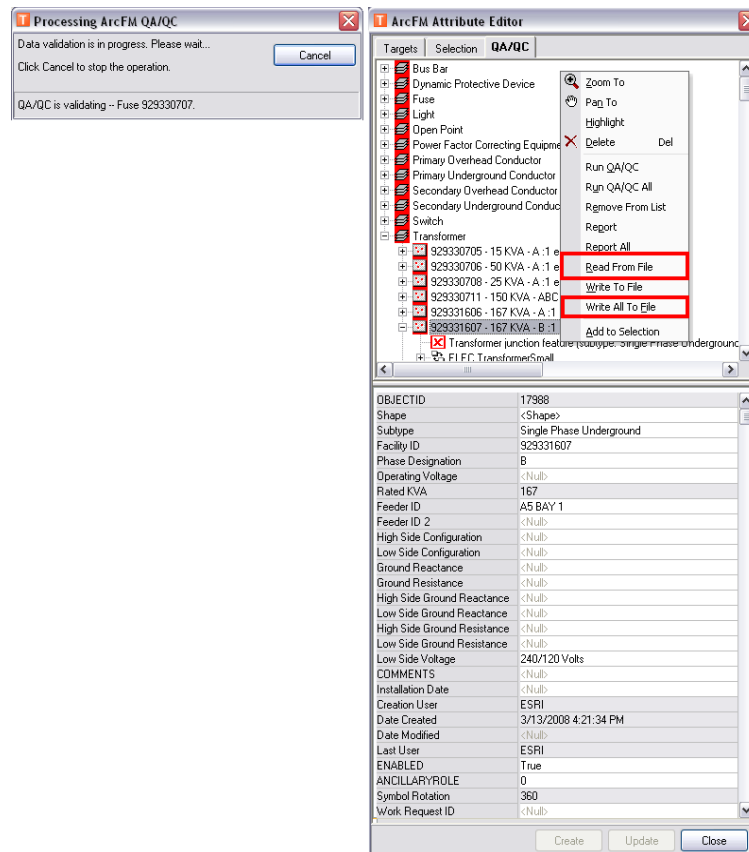 Processing ArcFM QA/QC
Data validation is in progress. Please wait...
Cancel
Click Cancel to stop the operation.
QA/QC is validating -- Fuse 929330707.
ArcFM Attribute Editor
Targets Selection QA/QC
Bus Bar
Dynamic Protective Device
Fuse
Light
Open Point
Power Factor Correcting Equipme
Primary Overhead Conductor
Primary Underground Conductor
Secondary Overhead Conductor
Secondary Underground Conduc
Switch
Transformer
929330705 - 15 KVA - A :1 e
929330706 - 50 KVA - A :1 e
929330708 - 25 KVA - A :1 e
929330711 - 150 KVA - ABC
929331606 - 167 KVA - A :1
929331607 - 167 KVA - B :1
Transformer junction feature (subtype: Single Phase Underground
ELEC TransformerSmall
Zoom To
Pan To
Highlight
Delete Del
Run QA/QC
Run QA/QC All
Remove From List
Report
Report All
Read From File
Write To File
Write All To File
Add to Selection
OBJECTID 17988
Shape <Shape>
Subtype Single Phase Underground
Facility ID 929331607
Phase Designation B
Operating Voltage <Null>
Rated KVA 167
Feeder ID A5 BAY 1
Feeder ID 2 <Null>
High Side Configuration <Null>
Low Side Configuration <Null>
Ground Reactance <Null>
Ground Resistance <Null>
High Side Ground Reactance <Null>
Low Side Ground Reactance <Null>
High Side Ground Resistance <Null>
Low Side Ground Resistance <Null>
Low Side Voltage 240/120 Volts
COMMENTS <Null>
Installation Date <Null>
Creation User ESRI
Date Created 3/13/2008 4:21:34 PM
Date Modified <Null>
Last User ESRI
ENABLED True
ANCILLARYROLE 0
Symbol Rotation 360
Work Request ID <Null>
Create Update Close